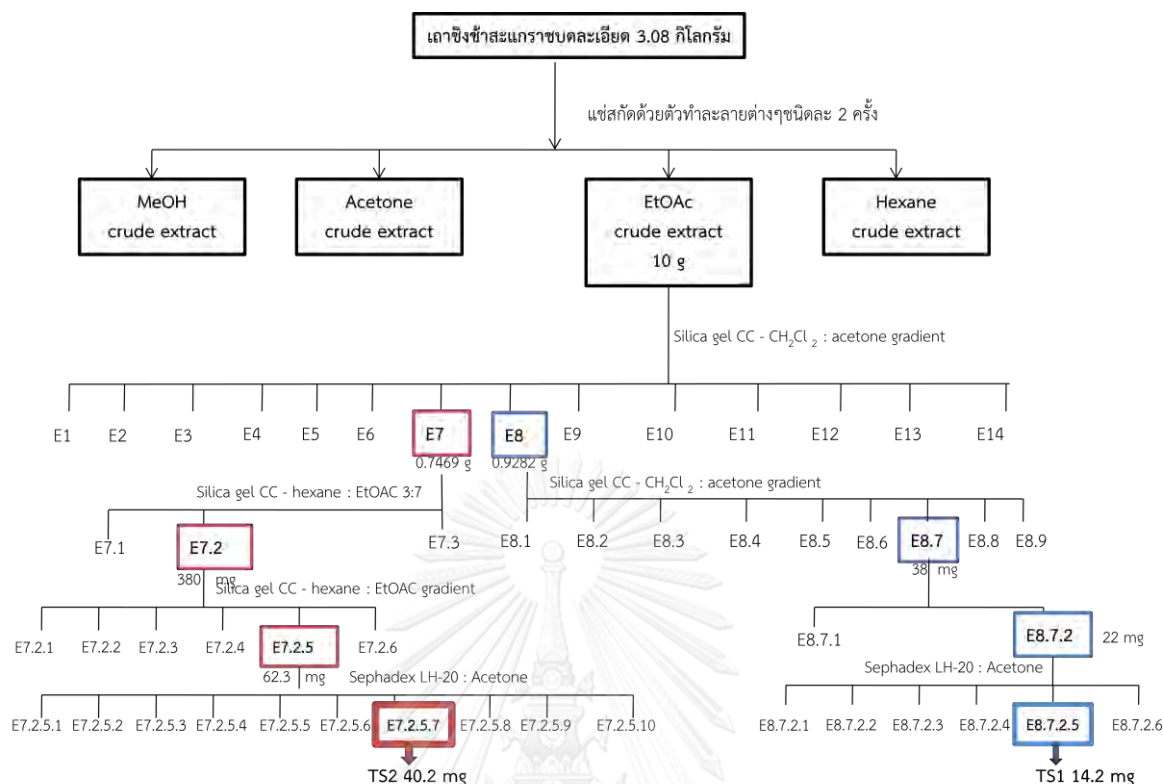 เถาชิงช้าสะแกราชบดละเอียด 3.08 กิโลกรัม
แช่สกัดด้วยตัวทำละลายต่างๆชนิดละ 2 ครั้ง
MeOH
crude extract
Acetone
crude extract
EtOAc
crude extract
10 g
Hexane
crude extract
Silica gel CC - CH2Cl 2 : acetone gradient
E1 E2 E3 E4 E5 E6 E7 E8 E9 E10 E11 E12 E13 E14
0.7469 g 0.9282 g
Silica gel CC - hexane : EtOAC 3:7
Silica gel CC - CH2Cl 2 : acetone gradient
E7.1 E7.2 E7.3
380 mg
E8.1 E8.2 E8.3 E8.4 E8.5 E8.6 E8.7 E8.8 E8.9
38 mg
Silica gel CC - hexane : EtOAC gradient
E7.2.1 E7.2.2 E7.2.3 E7.2.4 E7.2.5 E7.2.6
62.3 mg
E8.7.1 E8.7.2 22 mg
Sephadex LH-20 : Acetone
Sephadex LH-20 : Acetone
E7.2.5.1 E7.2.5.2 E7.2.5.3 E7.2.5.4 E7.2.5.5 E7.2.5.6 E7.2.5.7 E7.2.5.8 E7.2.5.9 E7.2.5.10
E8.7.2.1 E8.7.2.2 E8.7.2.3 E8.7.2.4 E8.7.2.5 E8.7.2.6
TS2 40.2 mg
TS1 14.2 mg